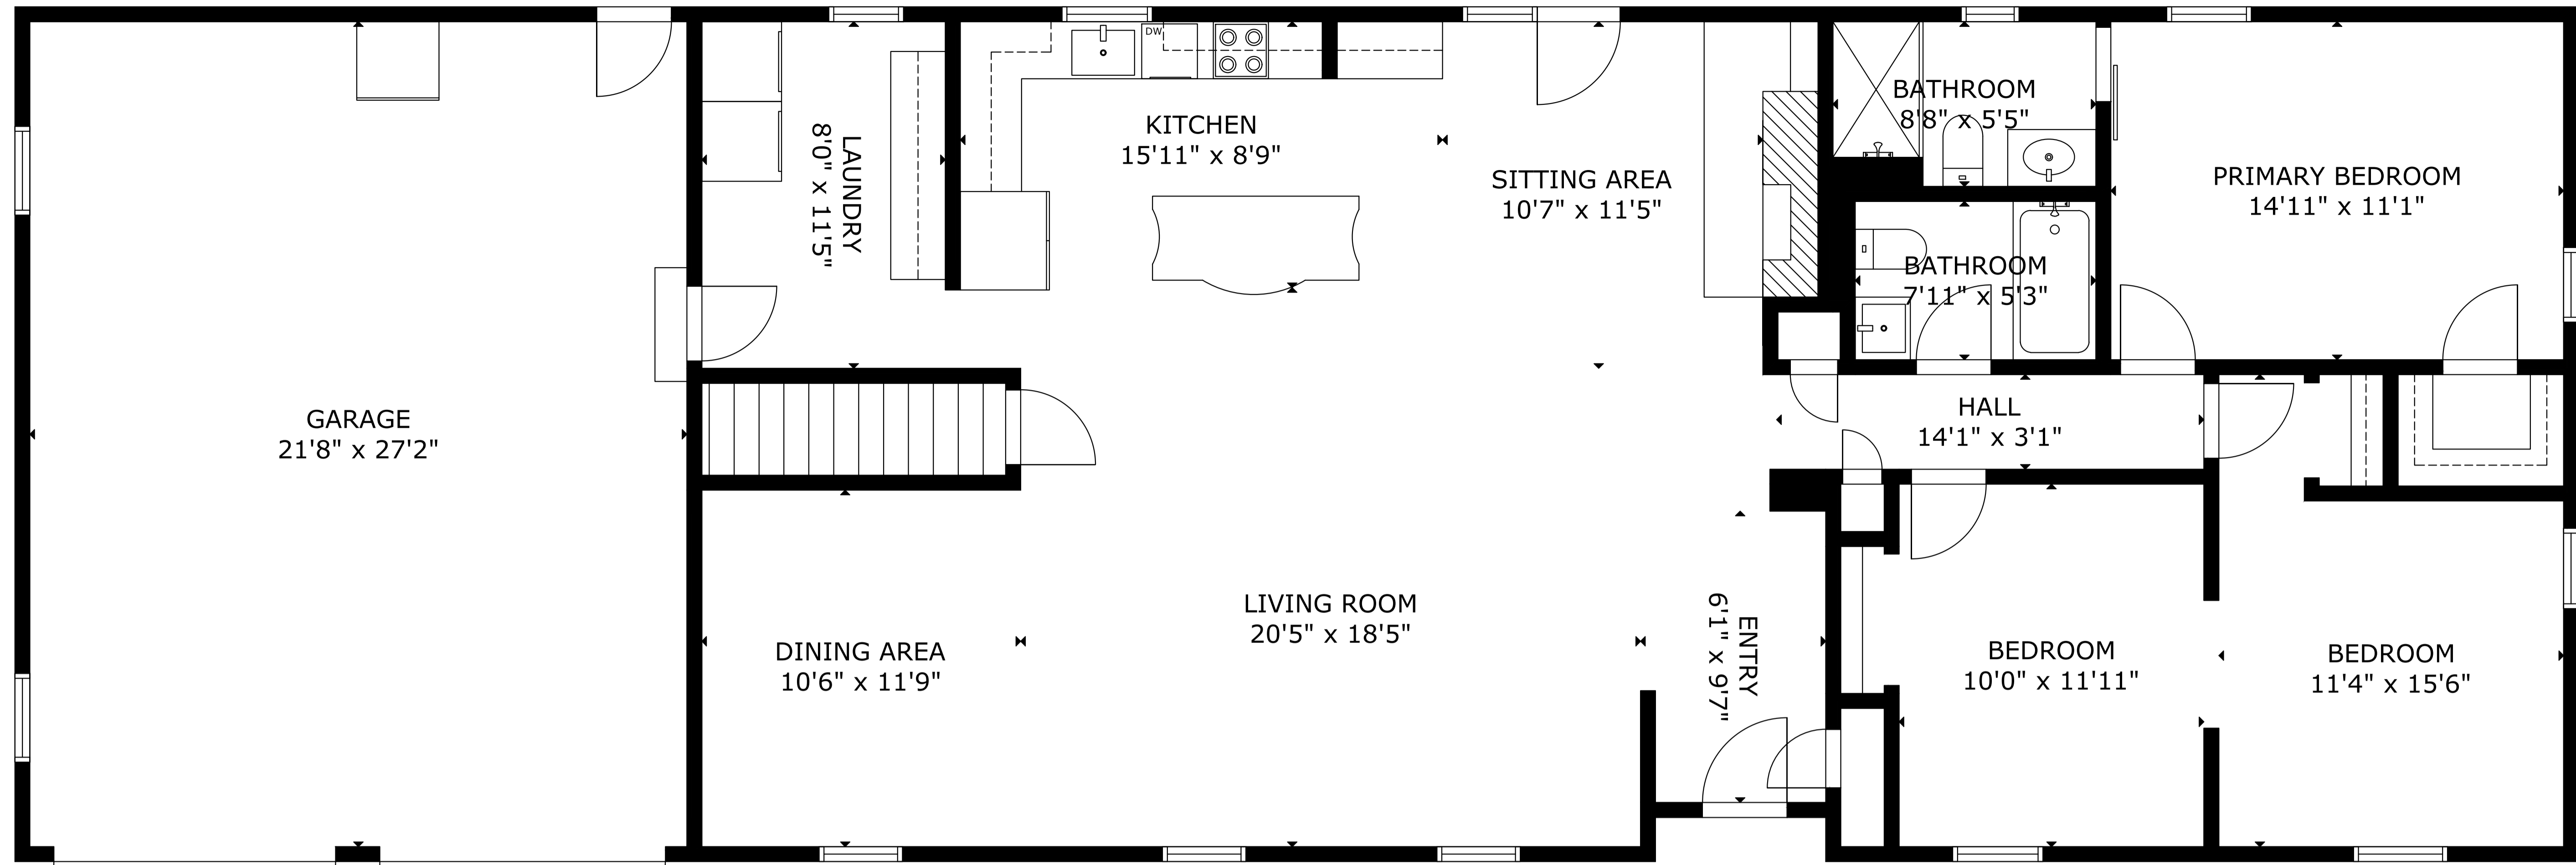 DW
BATHROOM
8'8" x 5'5"
KITCHEN
15'11" x 8'9"
LAUNDRY
8'0" x 11'5"
SITTING AREA
10'7" x 11'5"
PRIMARY BEDROOM
14'11" x 11'1"
BATHROOM
7'11" x 5'3"
GARAGE
21'8" x 27'2"
HALL
14'1" x 3'1"
LIVING ROOM
20'5" x 18'5"
ENTRY
6'1" x 9'7"
DINING AREA
10'6" x 11'9"
BEDROOM
10'0" x 11'11"
BEDROOM
11'4" x 15'6"